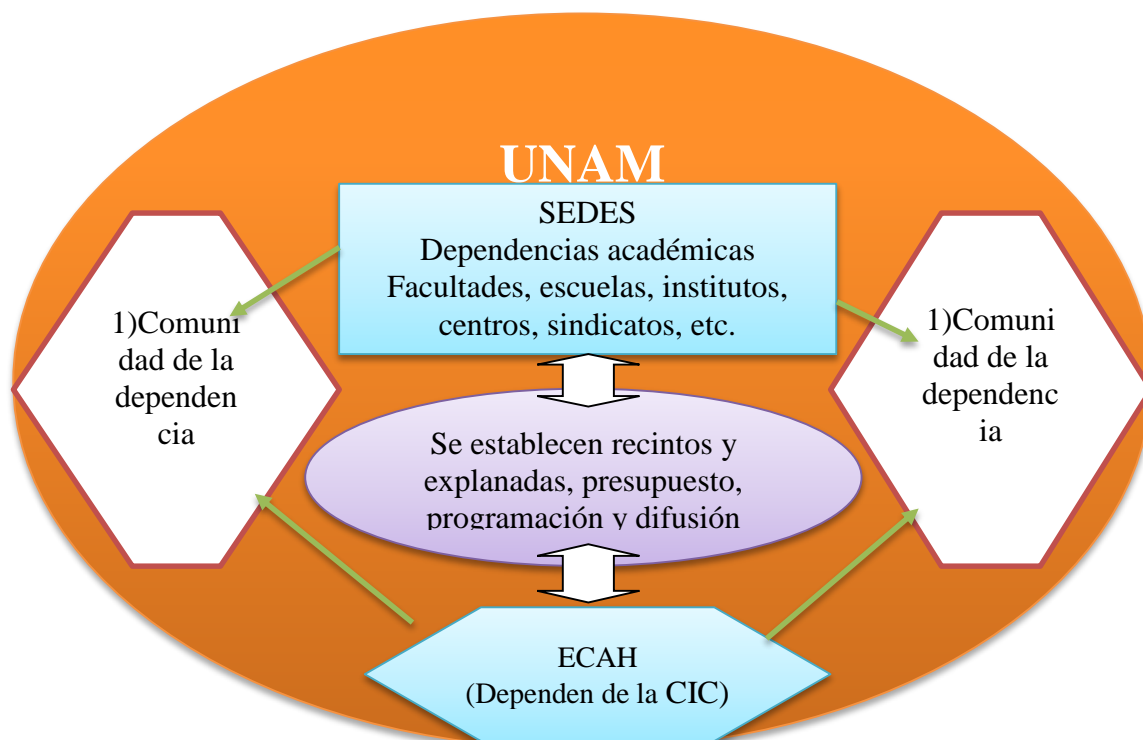 UNAM
SEDES
Dependencias académicas
Facultades, escuelas, institutos,
centros, sindicatos, etc.
1)Comuni
dad de la
dependen
cia
1)Comuni
dad de la
dependenc
ia
Se establecen recintos y
explanadas, presupuesto,
programación y difusión
ECAH
(Dependen de la CIC)